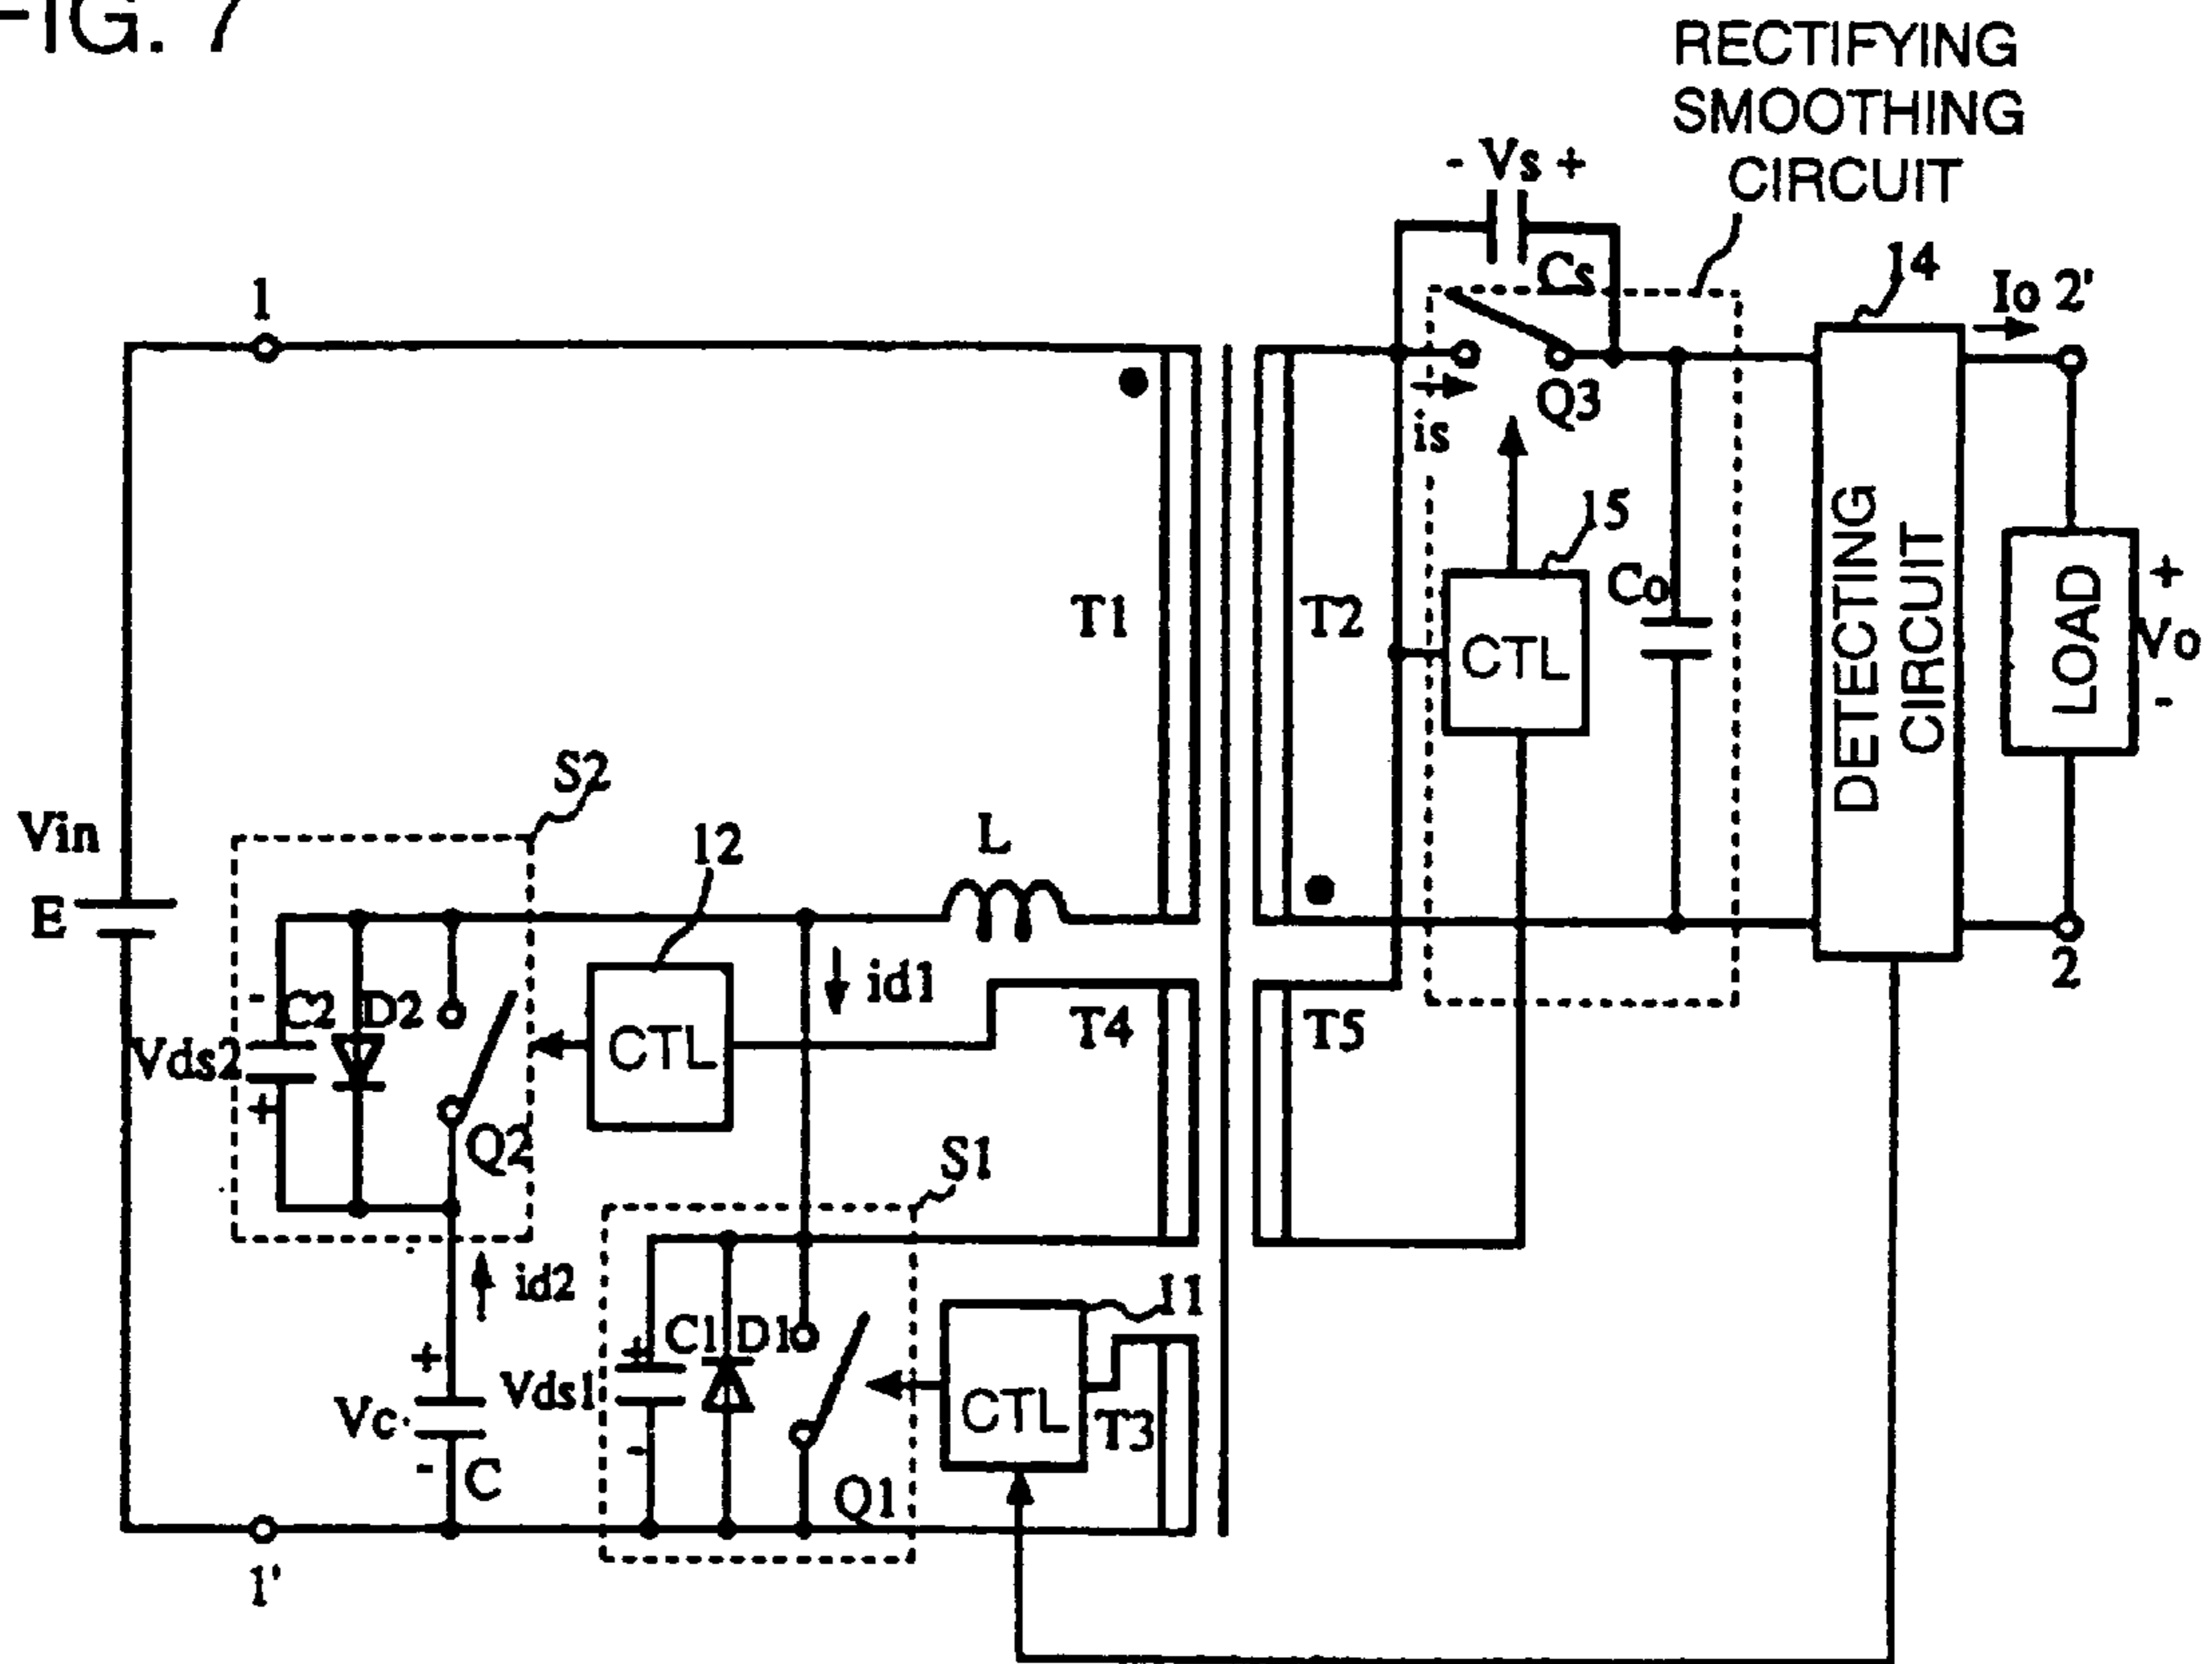 FIG. 7
RECTIFYING
SMOOTHING
CIRCUIT
- Vs +
Cs
14
Io 2'
1
is
Q3
15
T1
T2
CTL
Co
DETECTING
CIRCUIT
LOAD
+
Vo
-
S2
Vin
12
L
E
2
-
C2
D2
id1
Vds2
CTL
T4
T5
+
Q2
S1
id2
11
+
C1
D1
+
Vds1
CTL
T3
Vc
-
-
C
Q1
1'